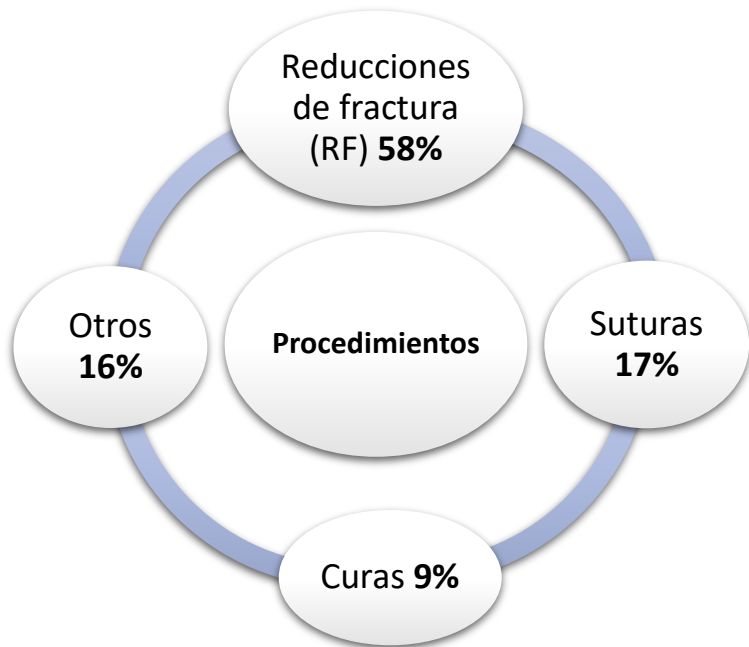 Reducciones
de fractura
(RF) 58%
Otros
16%
Procedimientos
Suturas
17%
Curas 9%